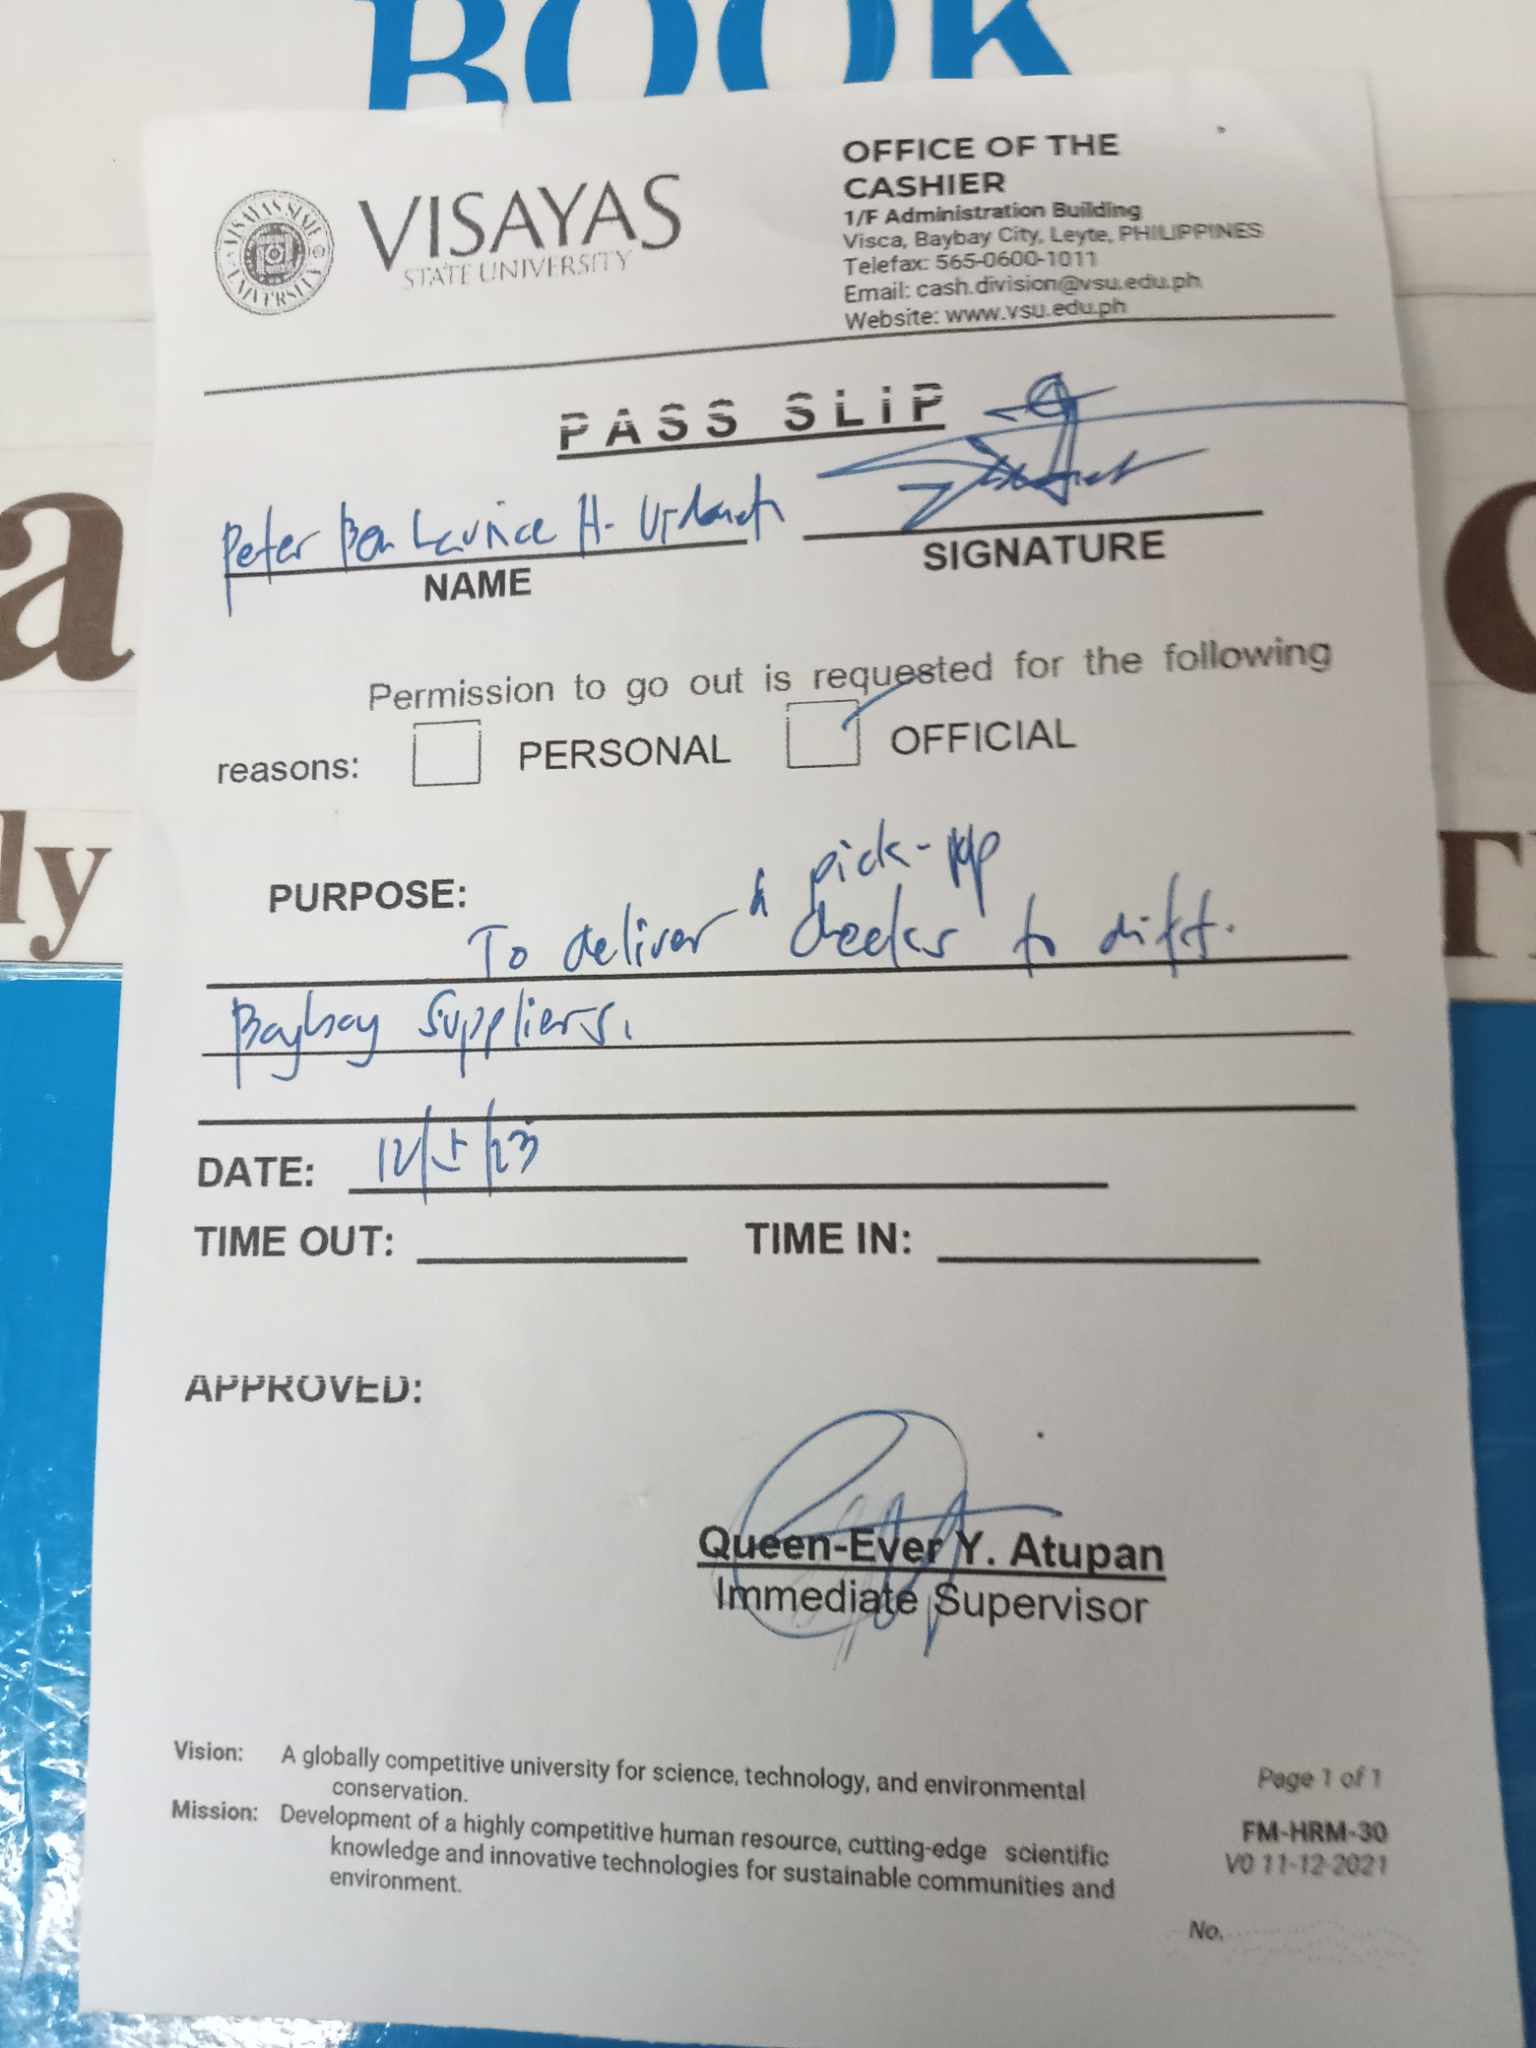 BOOK
VISAYAS
STATE UNIVERSITY
VISAYAS STATE UNIVERSITY
OFFICE OF THE
CASHIER
1/F Administration Building
Visca, Baybay City, Leyte, PHILIPPINES
Telefax: 565-0600-1011
Email: cash.division@vsu.edu.ph
Website: www.vsu.edu.ph
PASS SLiP
Peter Ben H.
NAME
SIGNATURE
Permission to go out is requested for the following
reasons: PERSONAL OFFICIAL
PURPOSE: To deliver & pick-up checks to diff.
Baybay Suppliers.
DATE: 12/5/23
TIME OUT: TIME IN:
APPROVED:
Queen-Ever Y. Atupan
Immediate Supervisor
Vision: A globally competitive university for science, technology, and environmental
conservation.
Mission: Development of a highly competitive human resource, cutting-edge scientific
knowledge and innovative technologies for sustainable communities and
environment.
Page 1 of 1
FM-HRM-30
V0 11-12-2021
No.
a
ly